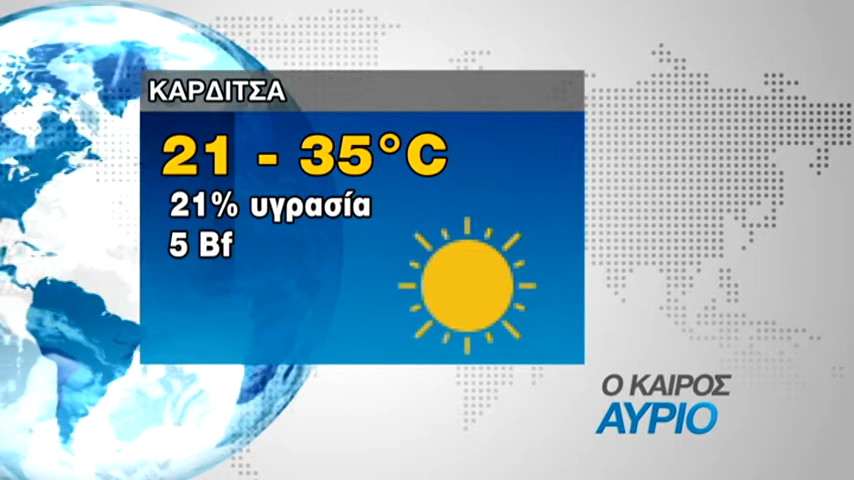 ΚΑΡΔΙΤΣΑ
21 - 35°C
21% υγρασία
5 Bf
Ο ΚΑΙΡΟΣ
ΑΥΡΙΟ